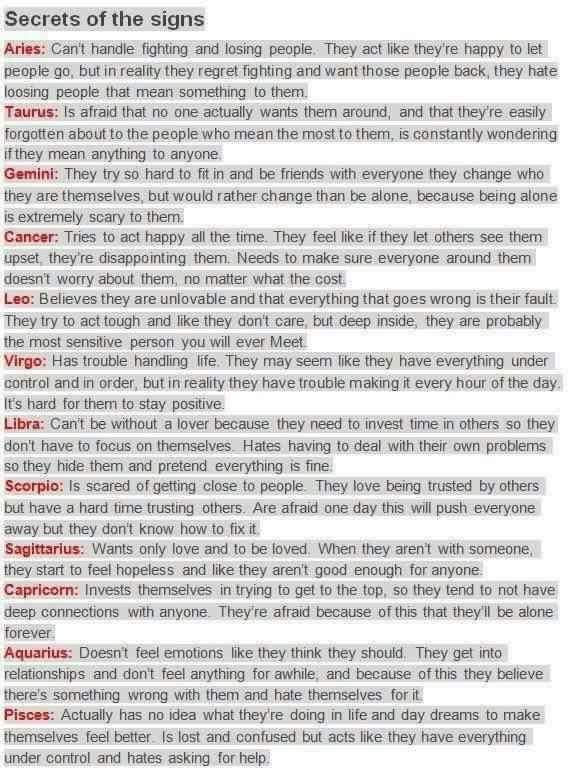 Secrets of the signs
Aries: Can't handle fighting and losing people. They act like they're happy to let
people go, but in reality they regret fighting and want those people back, they hate
loosing people that mean something to them.
Taurus: Is afraid that no one actually wants them around, and that they're easily
forgotten about to the people who mean the most to them, is constantly wondering
if they mean anything to anyone.
Gemini: They try so hard to fit in and be friends with everyone they change who
they are themselves, but would rather change than be alone, because being alone
is extremely scary to them.
Cancer: Tries to act happy all the time. They feel like if they let others see them
upset, they're disappointing them. Needs to make sure everyone around them
doesn't worry about them, no matter what the cost.
Leo: Believes they are unlovable and that everything that goes wrong is their fault.
They try to act tough and like they don't care, but deep inside, they are probably
the most sensitive person you will ever Meet.
Virgo: Has trouble handling life. They may seem like they have everything under
control and in order, but in reality they have trouble making it every hour of the day.
It's hard for them to stay positive.
Libra: Can't be without a lover because they need to invest time in others so they
don't have to focus on themselves. Hates having to deal with their own problems
so they hide them and pretend everything is fine.
Scorpio: Is scared of getting close to people. They love being trusted by others
but have a hard time trusting others. Are afraid one day this will push everyone
away but they don't know how to fix it.
Sagittarius: Wants only love and to be loved. When they aren't with someone,
they start to feel hopeless and like they aren't good enough for anyone.
Capricorn: Invests themselves in trying to get to the top, so they tend to not have
deep connections with anyone. They're afraid because of this that they'll be alone
forever.
Aquarius: Doesn't feel emotions like they think they should. They get into
relationships and don't feel anything for awhile, and because of this they believe
there's something wrong with them and hate themselves for it.
Pisces: Actually has no idea what they're doing in life and day dreams to make
themselves feel better. Is lost and confused but acts like they have everything
under control and hates asking for help.